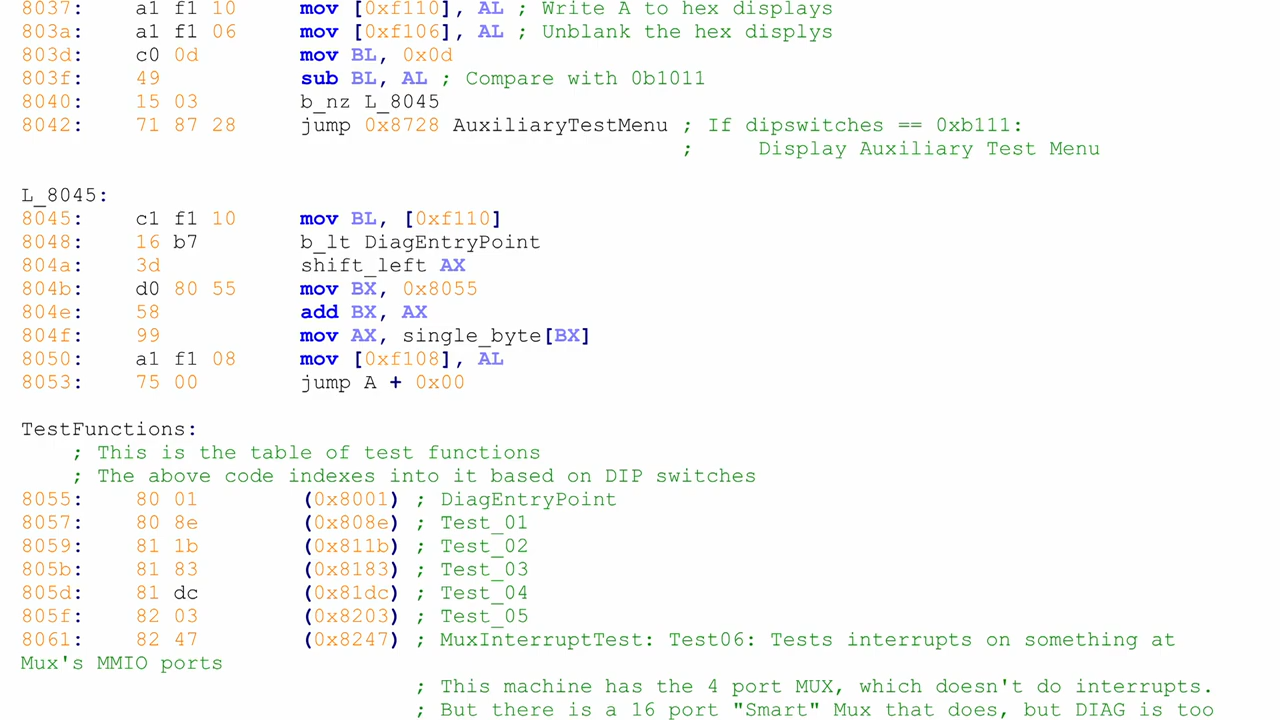 8037: a1 f1 10 mov [0xf110], AL ; Write A to hex displays
803a: a1 f1 06 mov [0xf106], AL ; Unblank the hex displys
803d: c0 0d mov BL, 0x0d
803f: 49 sub BL, AL ; Compare with 0b1011
8040: 15 03 b_nz L_8045
8042: 71 87 28 jump 0x8728 AuxiliaryTestMenu ; If dipswitches == 0xb111:
; Display Auxiliary Test Menu
L_8045:
8045: c1 f1 10 mov BL, [0xf110]
8048: 16 b7 b_lt DiagEntryPoint
804a: 3d shift_left AX
804b: d0 80 55 mov BX, 0x8055
804e: 58 add BX, AX
804f: 99 mov AX, single_byte[BX]
8050: a1 f1 08 mov [0xf108], AL
8053: 75 00 jump A + 0x00
TestFunctions:
; This is the table of test functions
; The above code indexes into it based on DIP switches
8055: 80 01 (0x8001) ; DiagEntryPoint
8057: 80 8e (0x808e) ; Test_01
8059: 81 1b (0x811b) ; Test_02
805b: 81 83 (0x8183) ; Test_03
805d: 81 dc (0x81dc) ; Test_04
805f: 82 03 (0x8203) ; Test_05
8061: 82 47 (0x8247) ; MuxInterruptTest: Test06: Tests interrupts on something at
Mux's MMIO ports
; This machine has the 4 port MUX, which doesn't do interrupts.
; But there is a 16 port "Smart" Mux that does, but DIAG is too